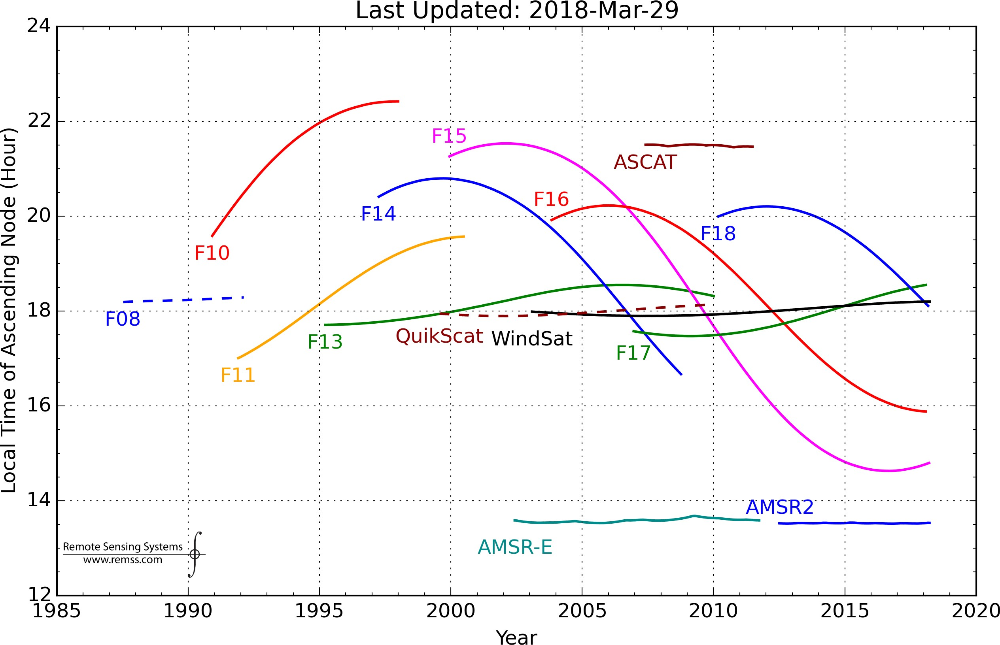 Last Updated: 2018-Mar-29
Local Time of Ascending Node (Hour)
24
22
20
18
16
14
12
F10
F15
ASCAT
F14
F16
F18
F08
F13
QuikScat
WindSat
F17
F11
AMSR2
AMSR-E
Remote Sensing Systems
www.remss.com
1985 1990 1995 2000 2005 2010 2015 2020
Year